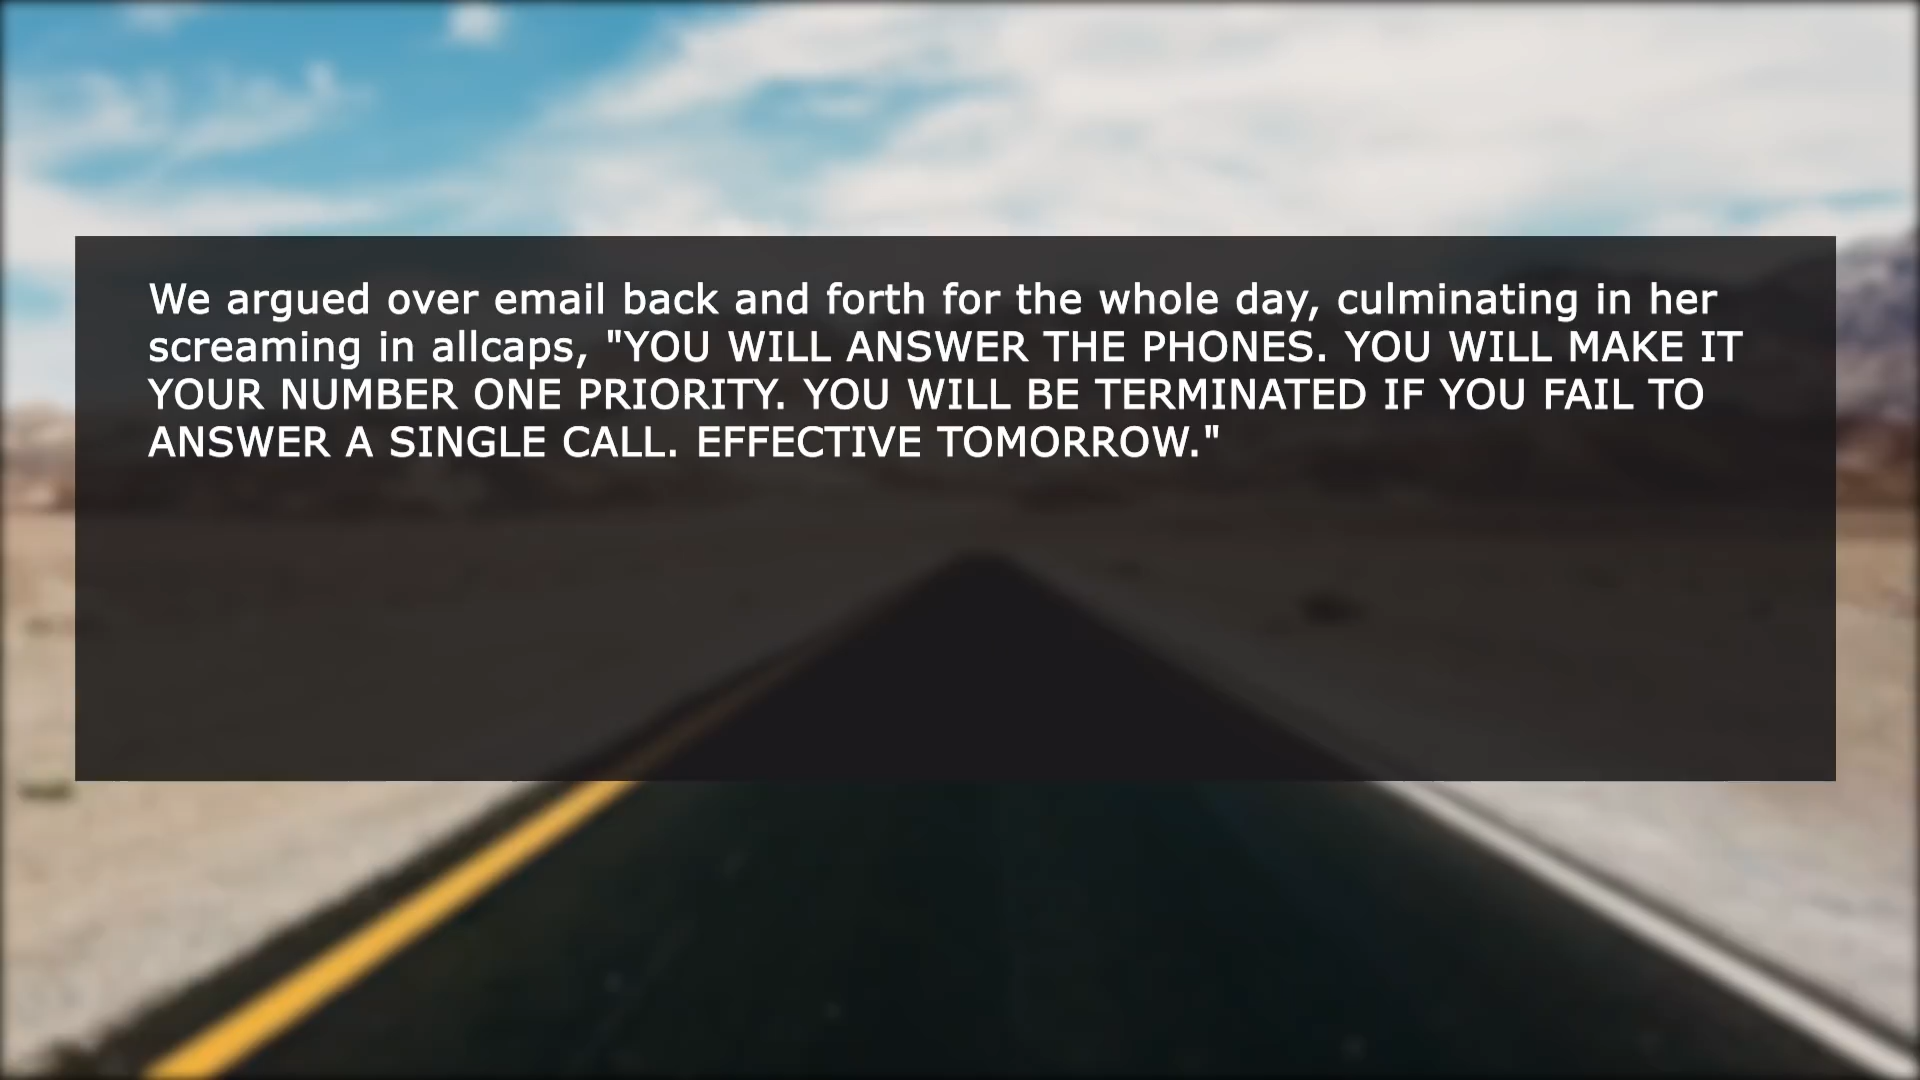 We argued over email back and forth for the whole day, culminating in her
screaming in allcaps, "YOU WILL ANSWER THE PHONES. YOU WILL MAKE IT
YOUR NUMBER ONE PRIORITY. YOU WILL BE TERMINATED IF YOU FAIL TO
ANSWER A SINGLE CALL. EFFECTIVE TOMORROW."